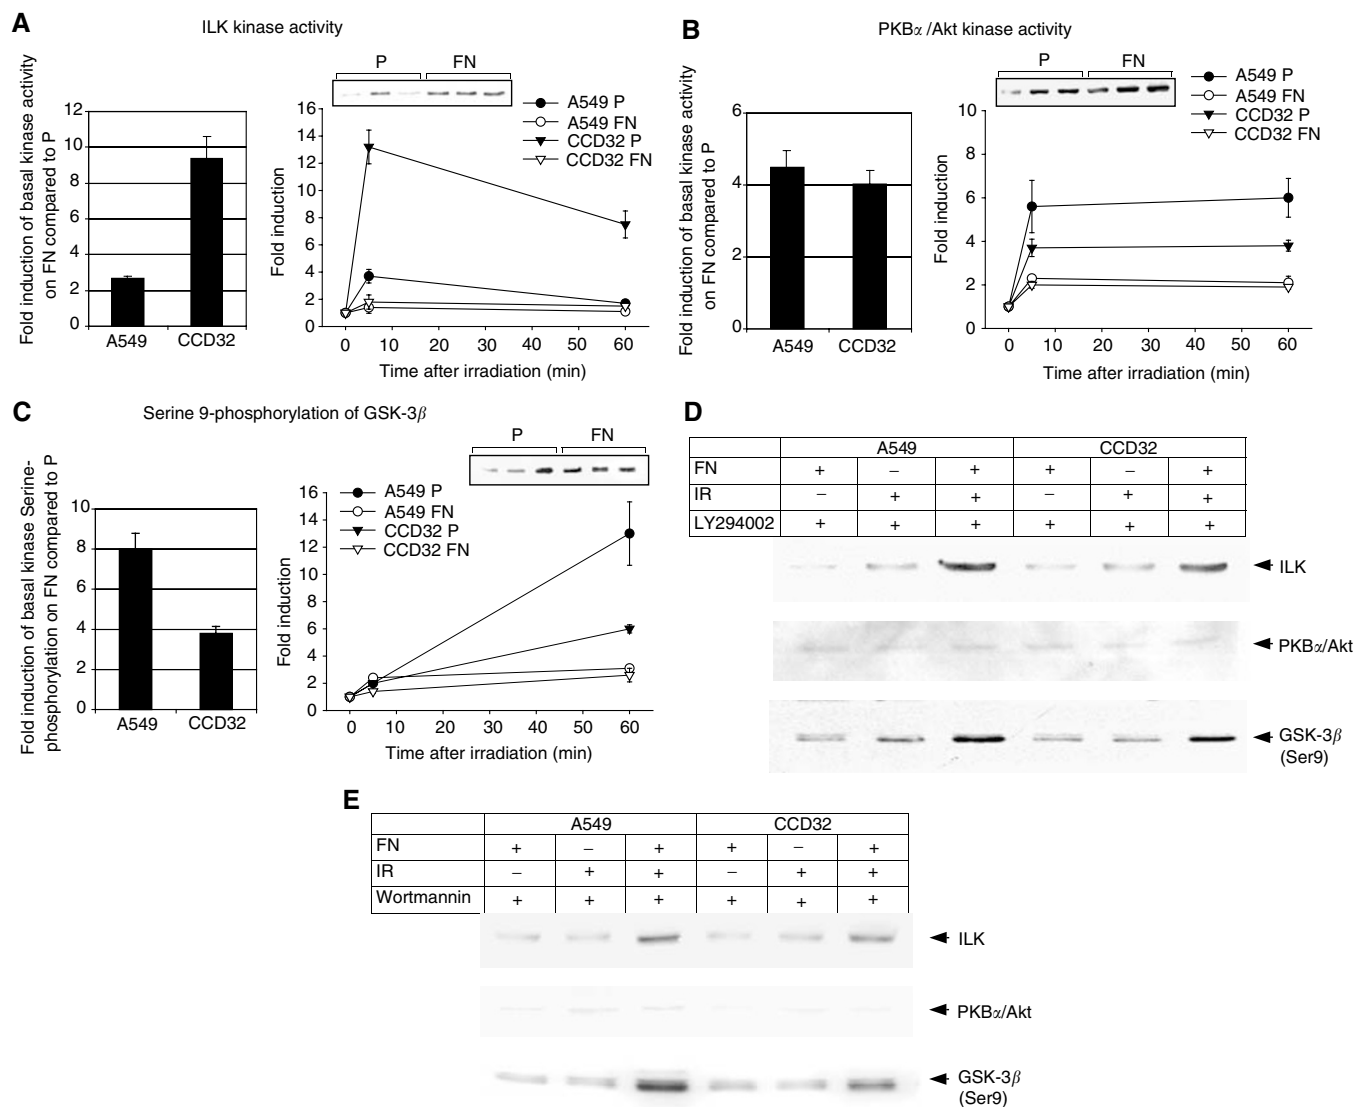 A
ILK kinase activity
Fold induction of basal kinase activity
on FN compared to P
12
10
8
6
4
2
0
A549 CCD32
P FN
16
14
12
10
8
6
4
2
0
Fold induction
A549 P
A549 FN
CCD32 P
CCD32 FN
0 10 20 30 40 50 60
Time after irradiation (min)
B
PKBα /Akt kinase activity
Fold induction of basal kinase activity
on FN compared to P
6
4
2
0
A549 CCD32
P FN
10
8
6
4
2
0
Fold induction
A549 P
A549 FN
CCD32 P
CCD32 FN
0 10 20 30 40 50 60
Time after irradiation (min)
C
Serine 9-phosphorylation of GSK-3β
Fold induction of basal kinase Serine-
phosphorylation on FN compared to P
10
8
6
4
2
0
A549 CCD32
P FN
16
14
12
10
8
6
4
2
0
Fold induction
A549 P
A549 FN
CCD32 P
CCD32 FN
0 10 20 30 40 50 60
Time after irradiation (min)
D
A549 CCD32
FN + – + + – +
IR – + + – + +
LY294002 + + + + + +
ILK
PKBα/Akt
GSK-3β
(Ser9)
E
A549 CCD32
FN + – + + – +
IR – + + – + +
Wortmannin + + + + + +
ILK
PKBα/Akt
GSK-3β
(Ser9)